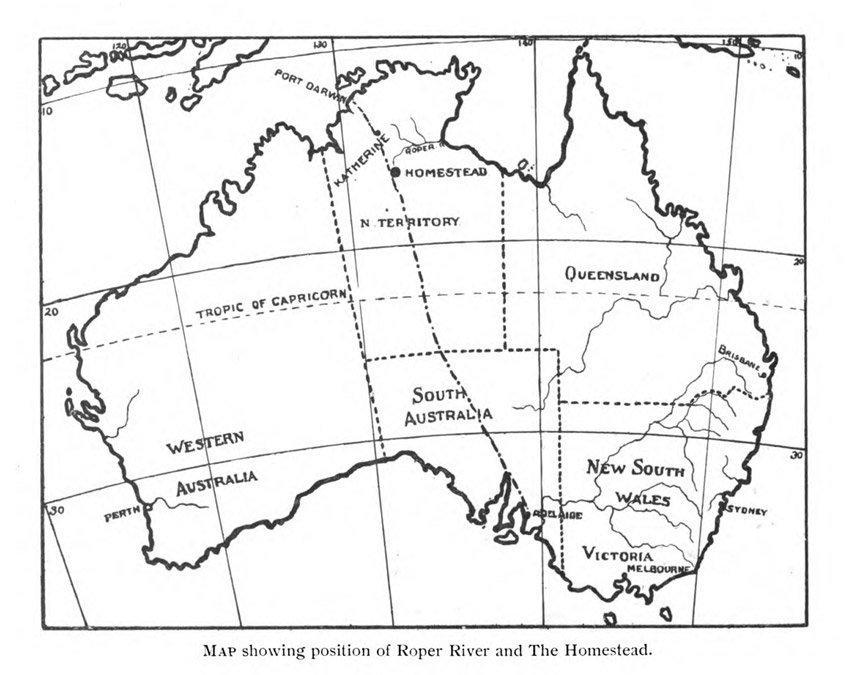 120
130
140
150
10
10
PORT DARWIN
KATHERINE
ROPER R
HOMESTEAD
N. TERRITORY
20
QUEENSLAND
TROPIC OF CAPRICORN
20
BRISBANE
SOUTH
AUSTRALIA
WESTERN
AUSTRALIA
30
NEW SOUTH
WALES
30
PERTH
ADELAIDE
SYDNEY
VICTORIA
MELBOURNE
MAP showing position of Roper River and The Homestead.